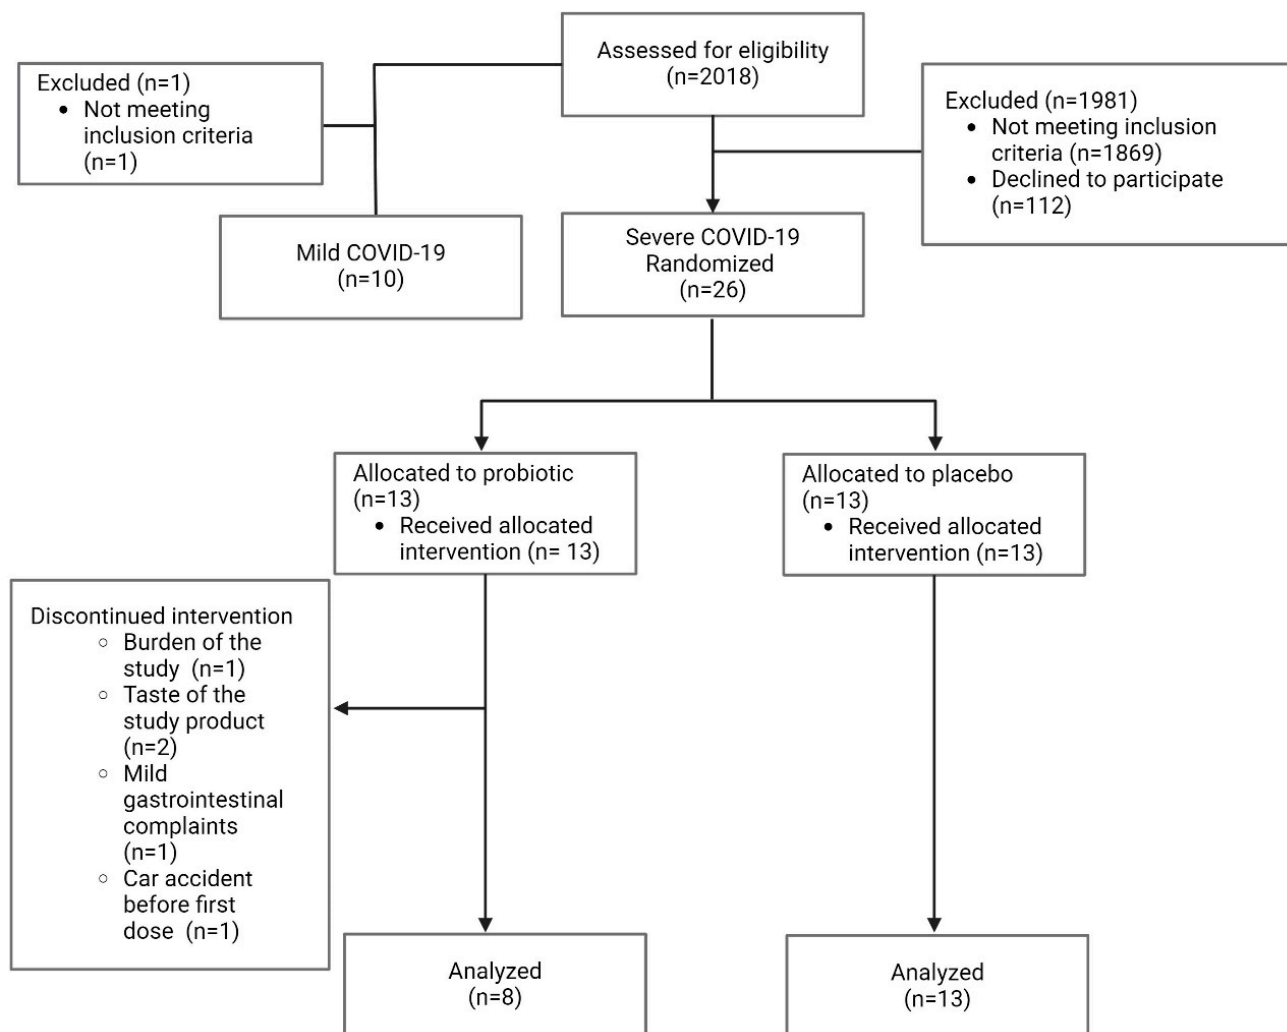 Assessed for eligibility
(n=2018)
Excluded (n=1)
• Not meeting
inclusion criteria
(n=1)
Excluded (n=1981)
• Not meeting inclusion
criteria (n=1869)
• Declined to participate
(n=112)
Mild COVID-19
(n=10)
Severe COVID-19
Randomized
(n=26)
Allocated to probiotic
(n=13)
• Received allocated
intervention (n= 13)
Allocated to placebo
(n=13)
• Received allocated
intervention (n=13)
Discontinued intervention
○ Burden of the
study (n=1)
○ Taste of the
study product
(n=2)
○ Mild
gastrointestinal
complaints
(n=1)
○ Car accident
before first
dose (n=1)
Analyzed
(n=8)
Analyzed
(n=13)